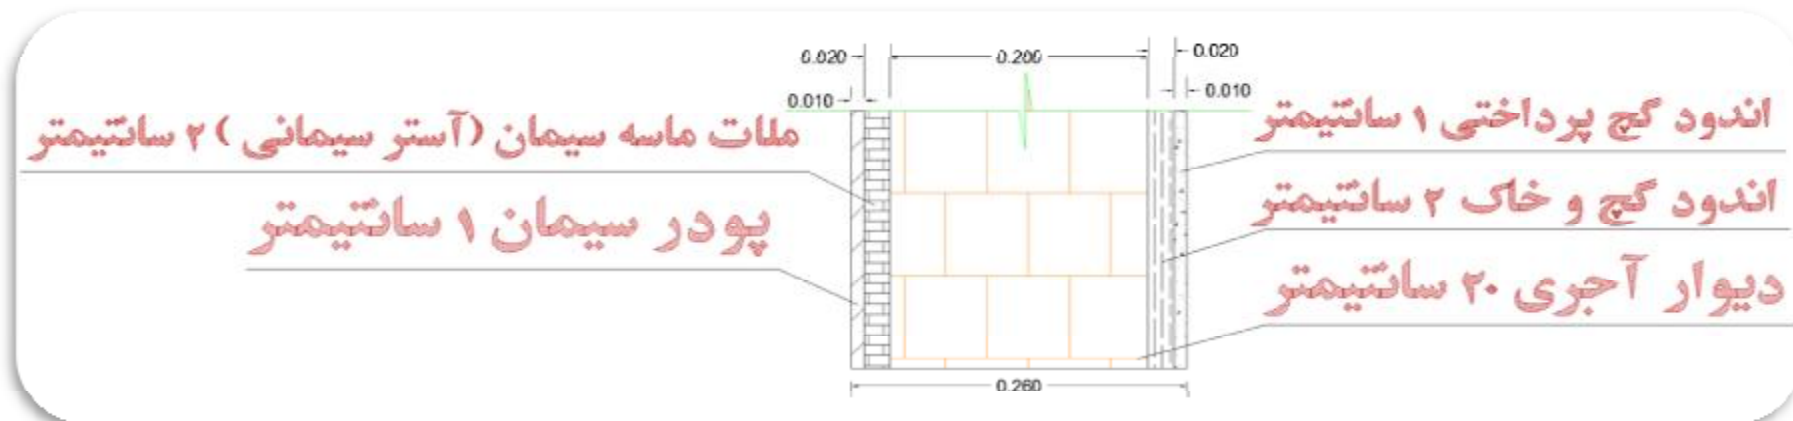 0.020
0.200
0.020
0.010
0.010
ملات ماسه سیمان (آستر سیمانی) ۲ سانتیمتر
پودر سیمان ۱ سانتیمتر
اندود گچ پرداختی ۱ سانتیمتر
اندود گچ و خاک ۲ سانتیمتر
دیوار آجری ۲۰ سانتیمتر
0.260